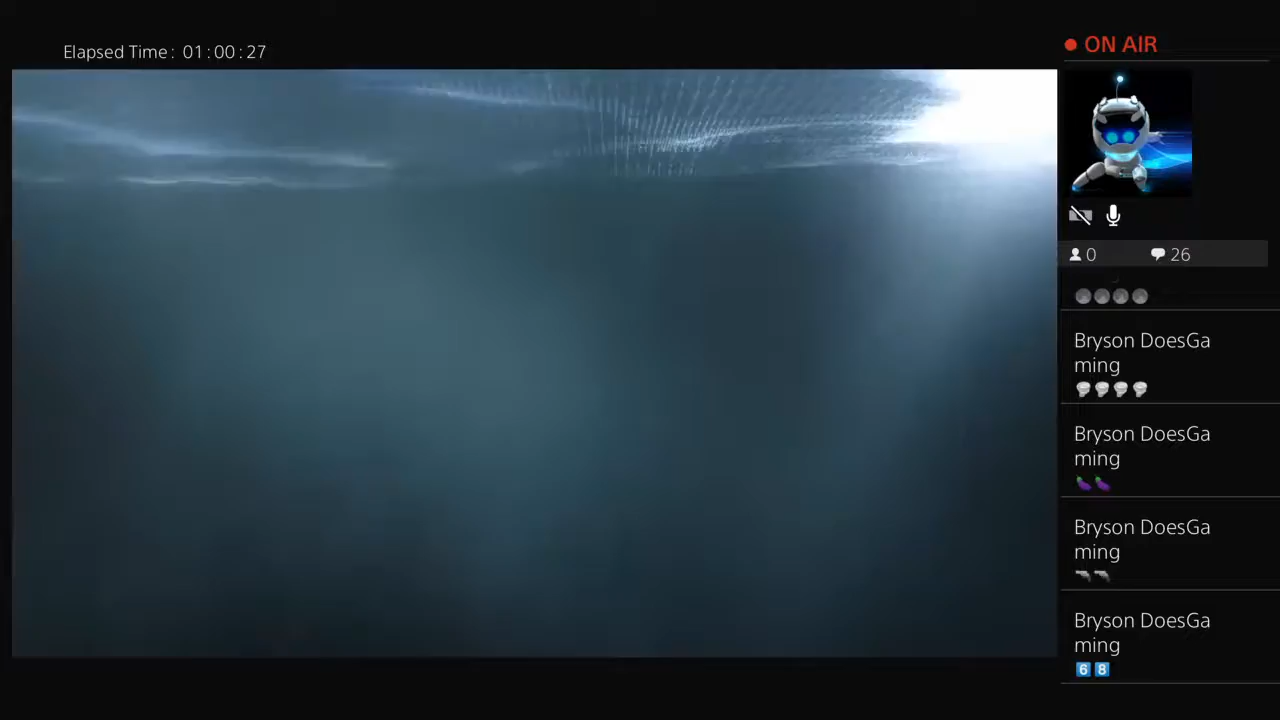 Elapsed Time: 01:00:27
ON AIR
0 26
Bryson DoesGa
ming
Bryson DoesGa
ming
Bryson DoesGa
ming
Bryson DoesGa
ming
6 8